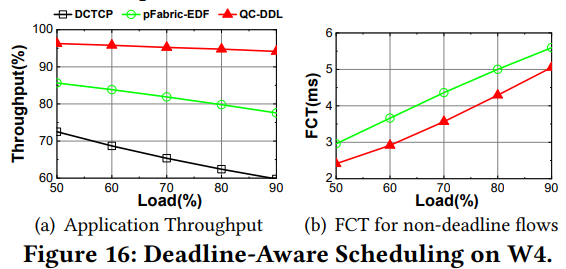 DCTCP pFabric-EDF QC-DDL
100
90
80
70
60
Throughput(%)
50 60 70 80 90
Load(%)
(a) Application Throughput
6
5
4
3
2
FCT(ms)
50 60 70 80 90
Load(%)
(b) FCT for non-deadline flows
Figure 16: Deadline-Aware Scheduling on W4.